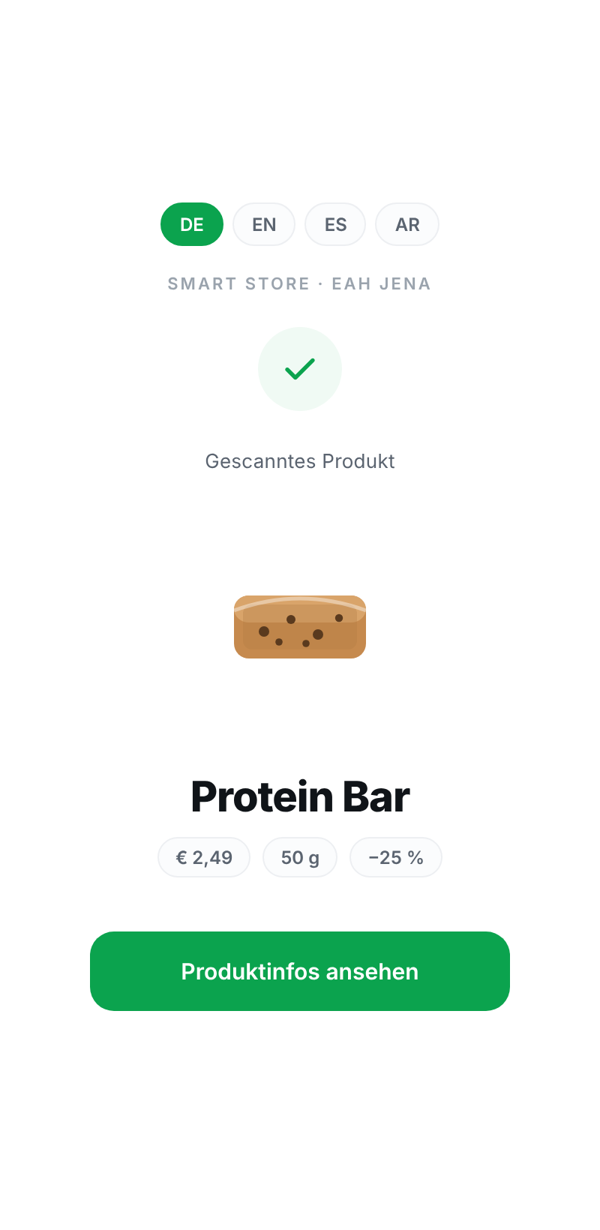 DE EN ES AR
SMART STORE · EAH JENA
Gescanntes Produkt
Protein Bar
€ 2,49 50 g −25 %
Produktinfos ansehen